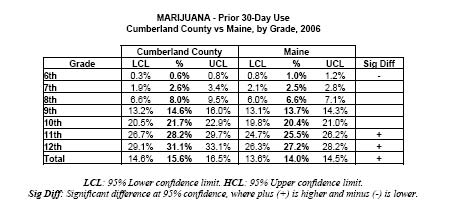 MARIJUANA - Prior 30-Day Use
Cumberland County vs Maine, by Grade, 2006
Cumberland County Maine
Grade LCL % UCL LCL % UCL Sig Diff
6th 0.3% 0.6% 0.8% 0.8% 1.0% 1.2% -
7th 1.9% 2.6% 3.4% 2.1% 2.5% 2.8%
8th 6.6% 8.0% 9.5% 6.0% 6.6% 7.1%
9th 13.2% 14.6% 16.0% 13.1% 13.7% 14.3%
10th 20.5% 21.7% 22.9% 19.8% 20.4% 21.0%
11th 26.7% 28.2% 29.7% 24.7% 25.5% 26.2% +
12th 29.1% 31.1% 33.1% 26.3% 27.2% 28.2% +
Total 14.6% 15.6% 16.5% 13.6% 14.0% 14.5% +
LCL: 95% Lower confidence limit. HCL: 95% Upper confidence limit.
Sig Diff: Significant difference at 95% confidence, where plus (+) is higher and minus (-) is lower.